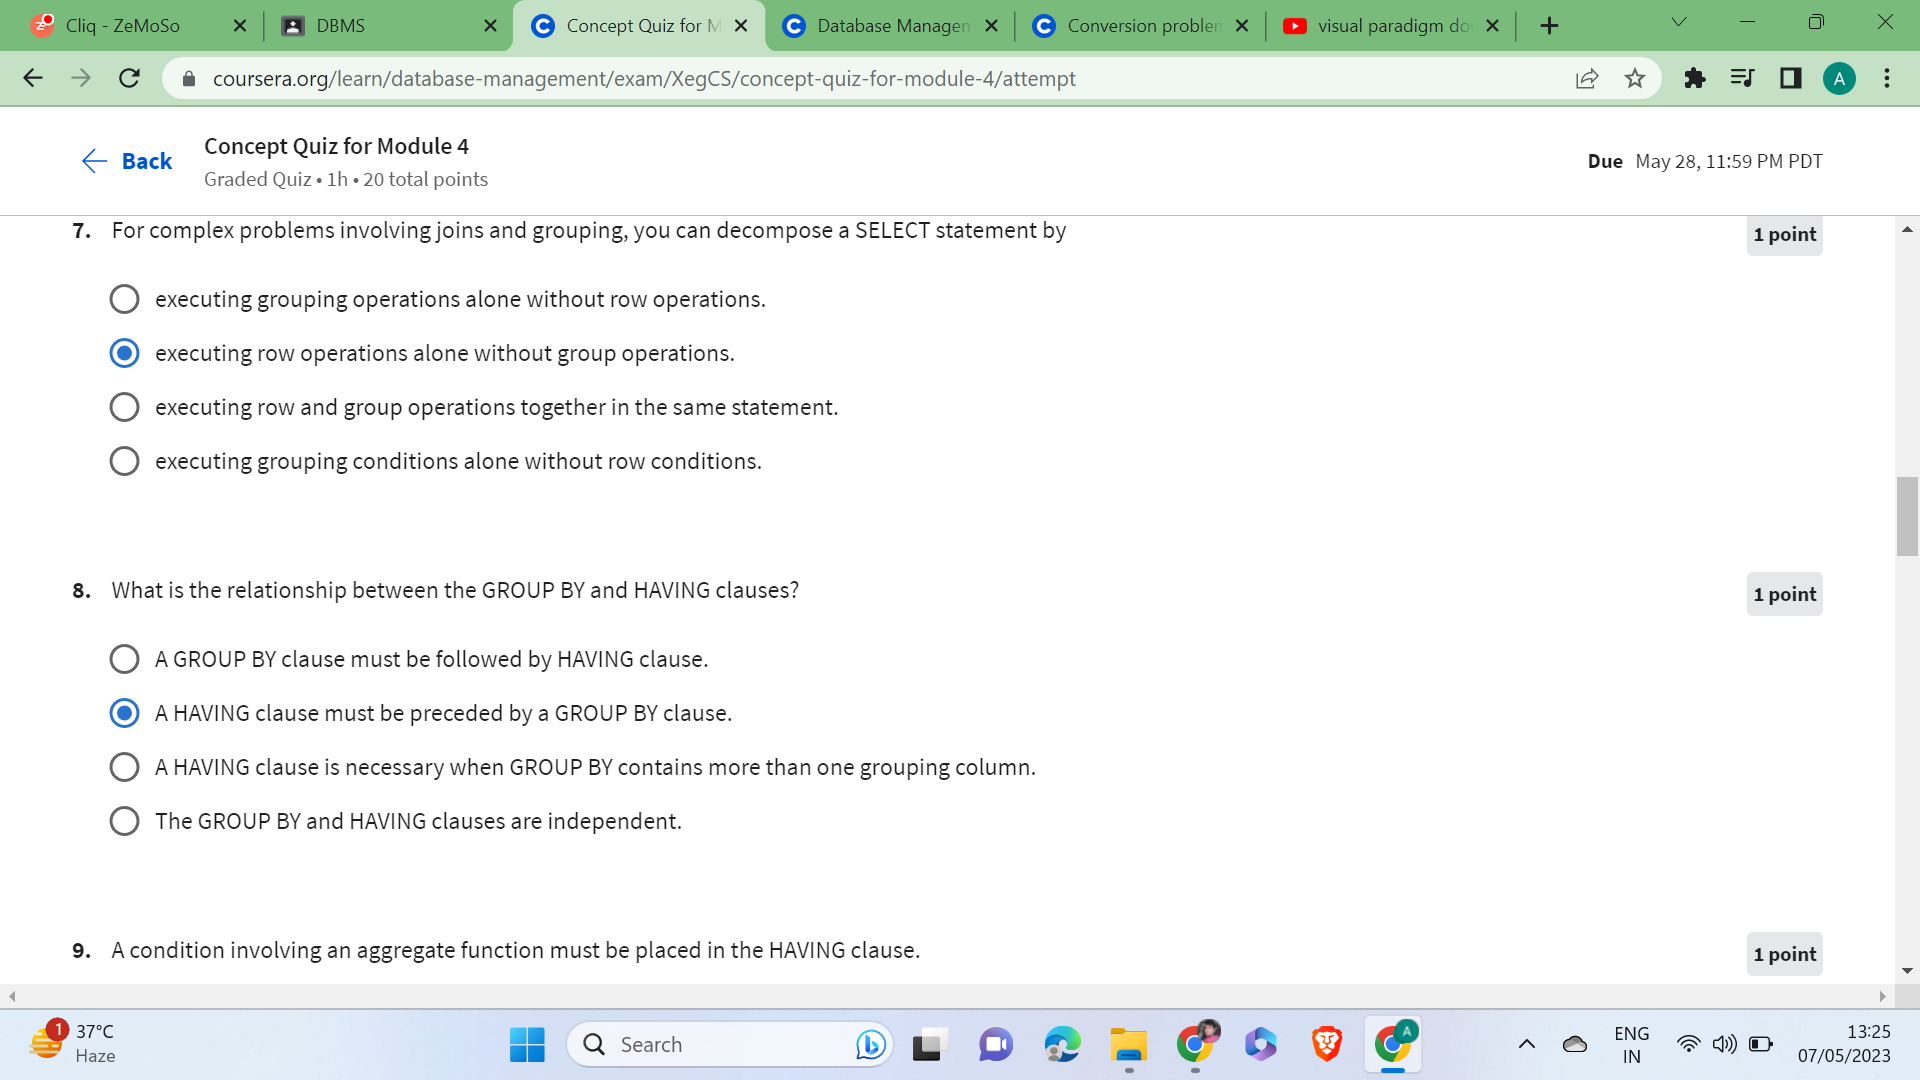 Cliq - ZeMoSo
DBMS
Concept Quiz for M
Database Managem
Conversion problem
visual paradigm do
coursera.org/learn/database-management/exam/XegCS/concept-quiz-for-module-4/attempt
A
Back
Concept Quiz for Module 4
Graded Quiz • 1h • 20 total points
Due May 28, 11:59 PM PDT
7. For complex problems involving joins and grouping, you can decompose a SELECT statement by
1 point
executing grouping operations alone without row operations.
executing row operations alone without group operations.
executing row and group operations together in the same statement.
executing grouping conditions alone without row conditions.
8. What is the relationship between the GROUP BY and HAVING clauses?
1 point
A GROUP BY clause must be followed by HAVING clause.
A HAVING clause must be preceded by a GROUP BY clause.
A HAVING clause is necessary when GROUP BY contains more than one grouping column.
The GROUP BY and HAVING clauses are independent.
9. A condition involving an aggregate function must be placed in the HAVING clause.
1 point
1
37°C
Haze
Search
A
ENG
IN
13:25
07/05/2023